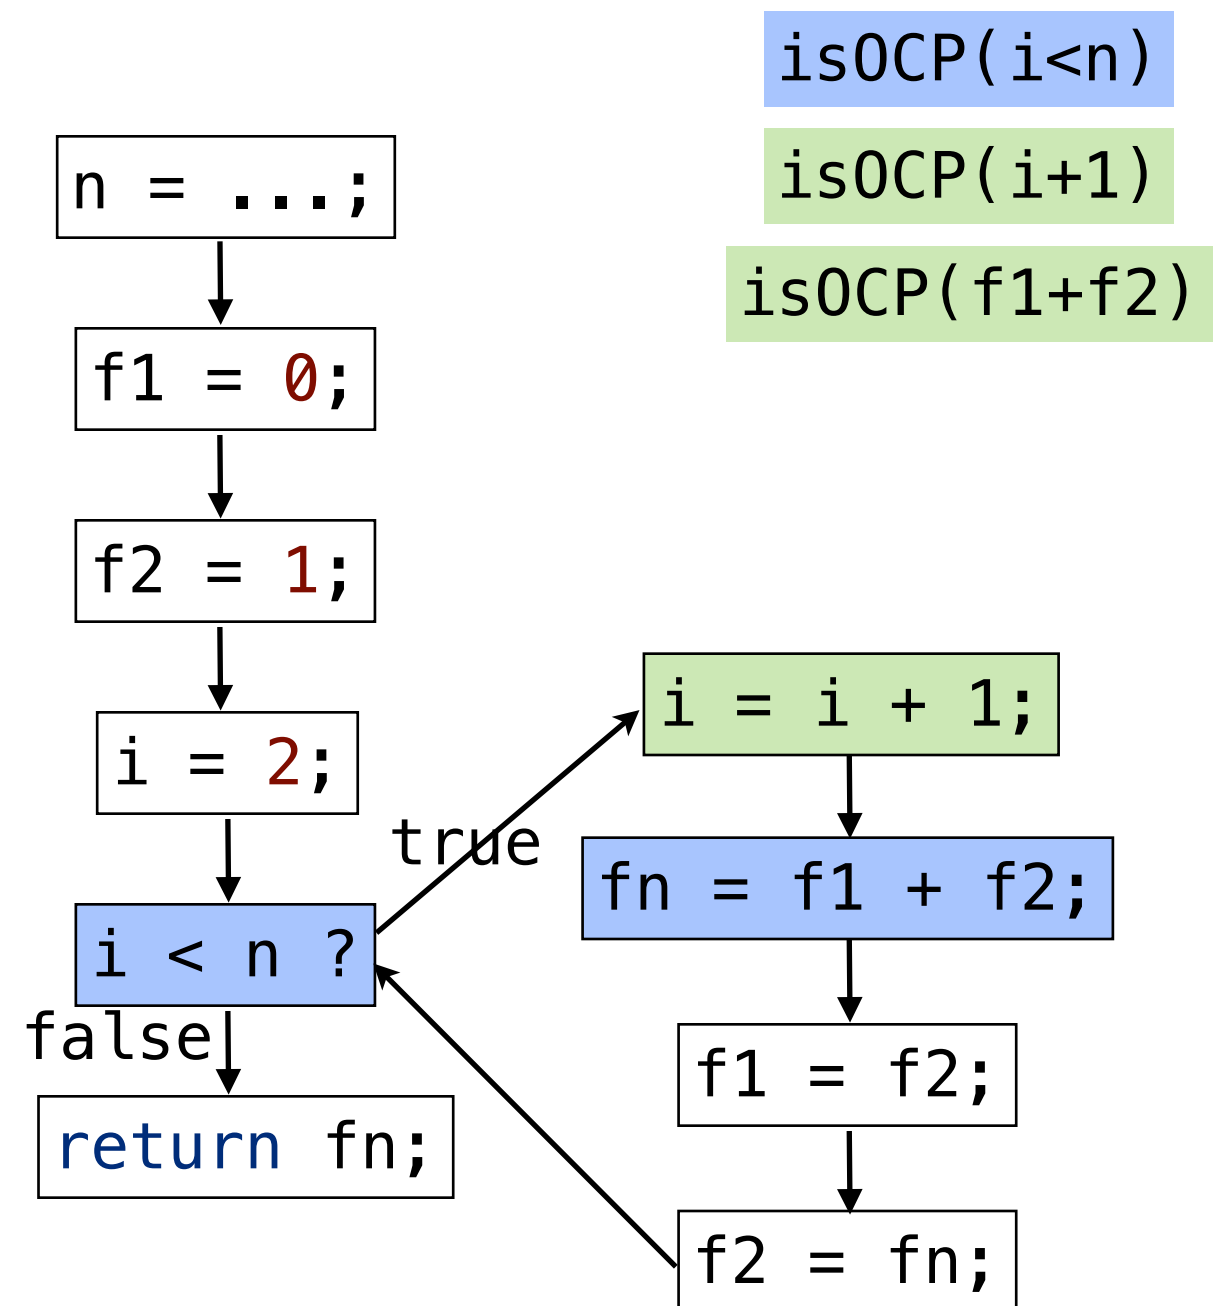 isOCP(i<n)
isOCP(i+1)
isOCP(f1+f2)
n = ...;
f1 = 0;
f2 = 1;
i = 2;
i < n ?
true
false
return fn;
i = i + 1;
fn = f1 + f2;
f1 = f2;
f2 = fn;